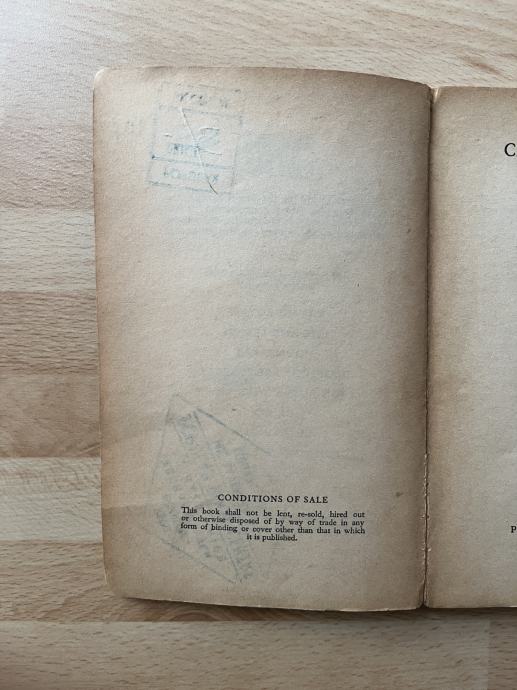 CONDITIONS OF SALE
This book shall not be lent, re-sold, hired out
or otherwise disposed of by way of trade in any
form of binding or cover other than that in which
it is published.
C
P